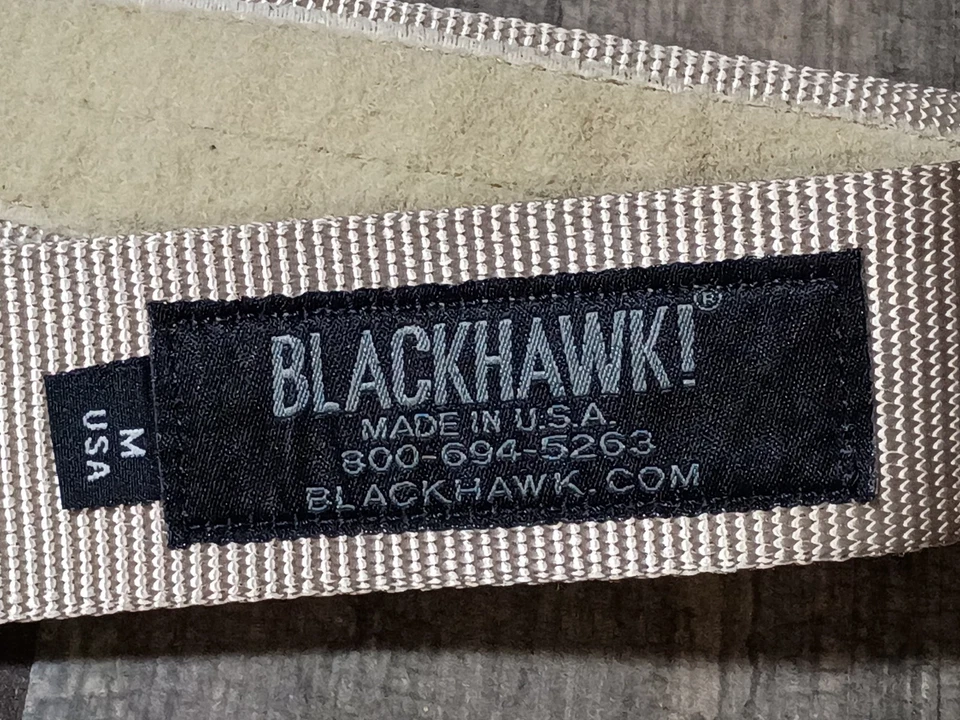 BLACKHAWK!®
MADE IN U.S.A.
800-694-5263
BLACKHAWK.COM
M
USA